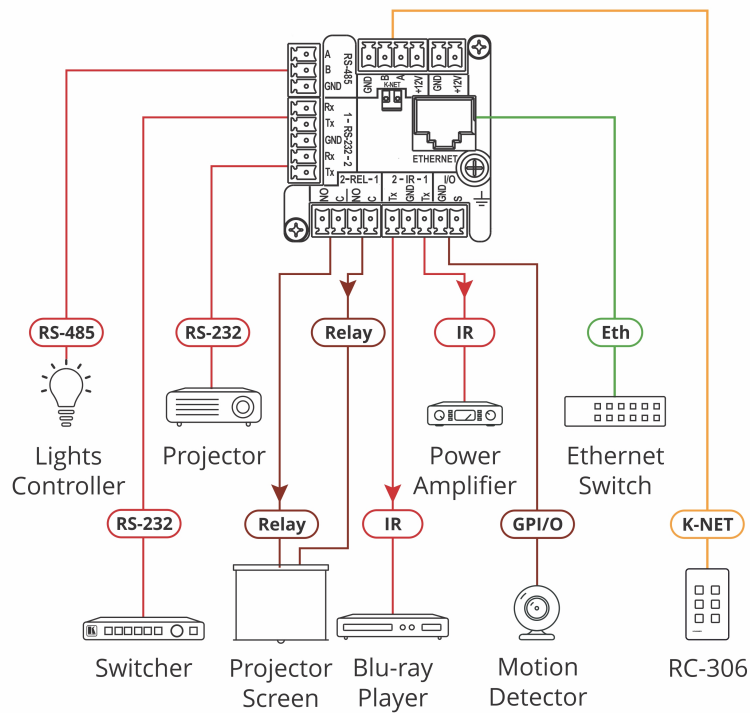 A
B
GND
RS-485
GND
B
A
+12V
GND
+12V
K-NET
Rx
Tx
GND
Rx
Tx
1 - RS-232 - 2
ETHERNET
2-REL-1
2 - IR - 1
I/O
NO
C
NO
C
Tx
GND
Tx
GND
S
RS-485
RS-232
Relay
IR
Eth
Lights
Controller
Projector
Power
Amplifier
Ethernet
Switch
RS-232
Relay
IR
GPI/O
K-NET
Switcher
Projector
Screen
Blu-ray
Player
Motion
Detector
RC-306